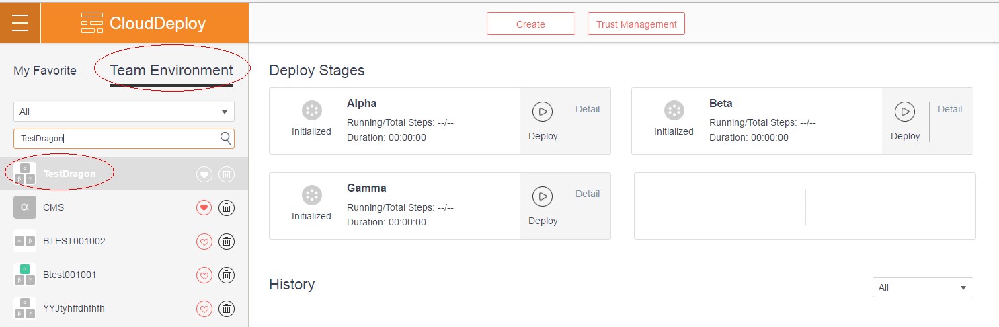 CloudDeploy
Create
Trust Management
My Favorite
Team Environment
All
TestDragon
α
β γ
TestDragon
α
CMS
α β
BTEST001002
α
β γ
Btest001001
α
β γ
YYJtyhffdhfhfh
Deploy Stages
Initialized
Alpha
Running/Total Steps: --/--
Duration: 00:00:00
Deploy
Detail
Initialized
Beta
Running/Total Steps: --/--
Duration: 00:00:00
Deploy
Detail
Initialized
Gamma
Running/Total Steps: --/--
Duration: 00:00:00
Deploy
Detail
History
All